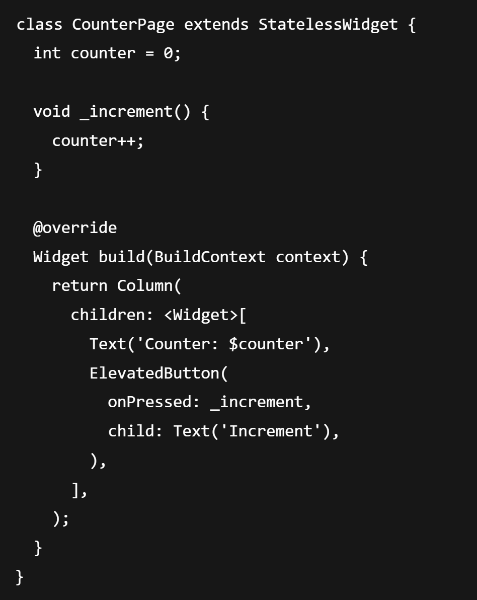 class CounterPage extends StatelessWidget {
  int counter = 0;

  void _increment() {
    counter++;
  }

  @override
  Widget build(BuildContext context) {
    return Column(
      children: <Widget>[
        Text('Counter: $counter'),
        ElevatedButton(
          onPressed: _increment,
          child: Text('Increment'),
        ),
      ],
    );
  }
}